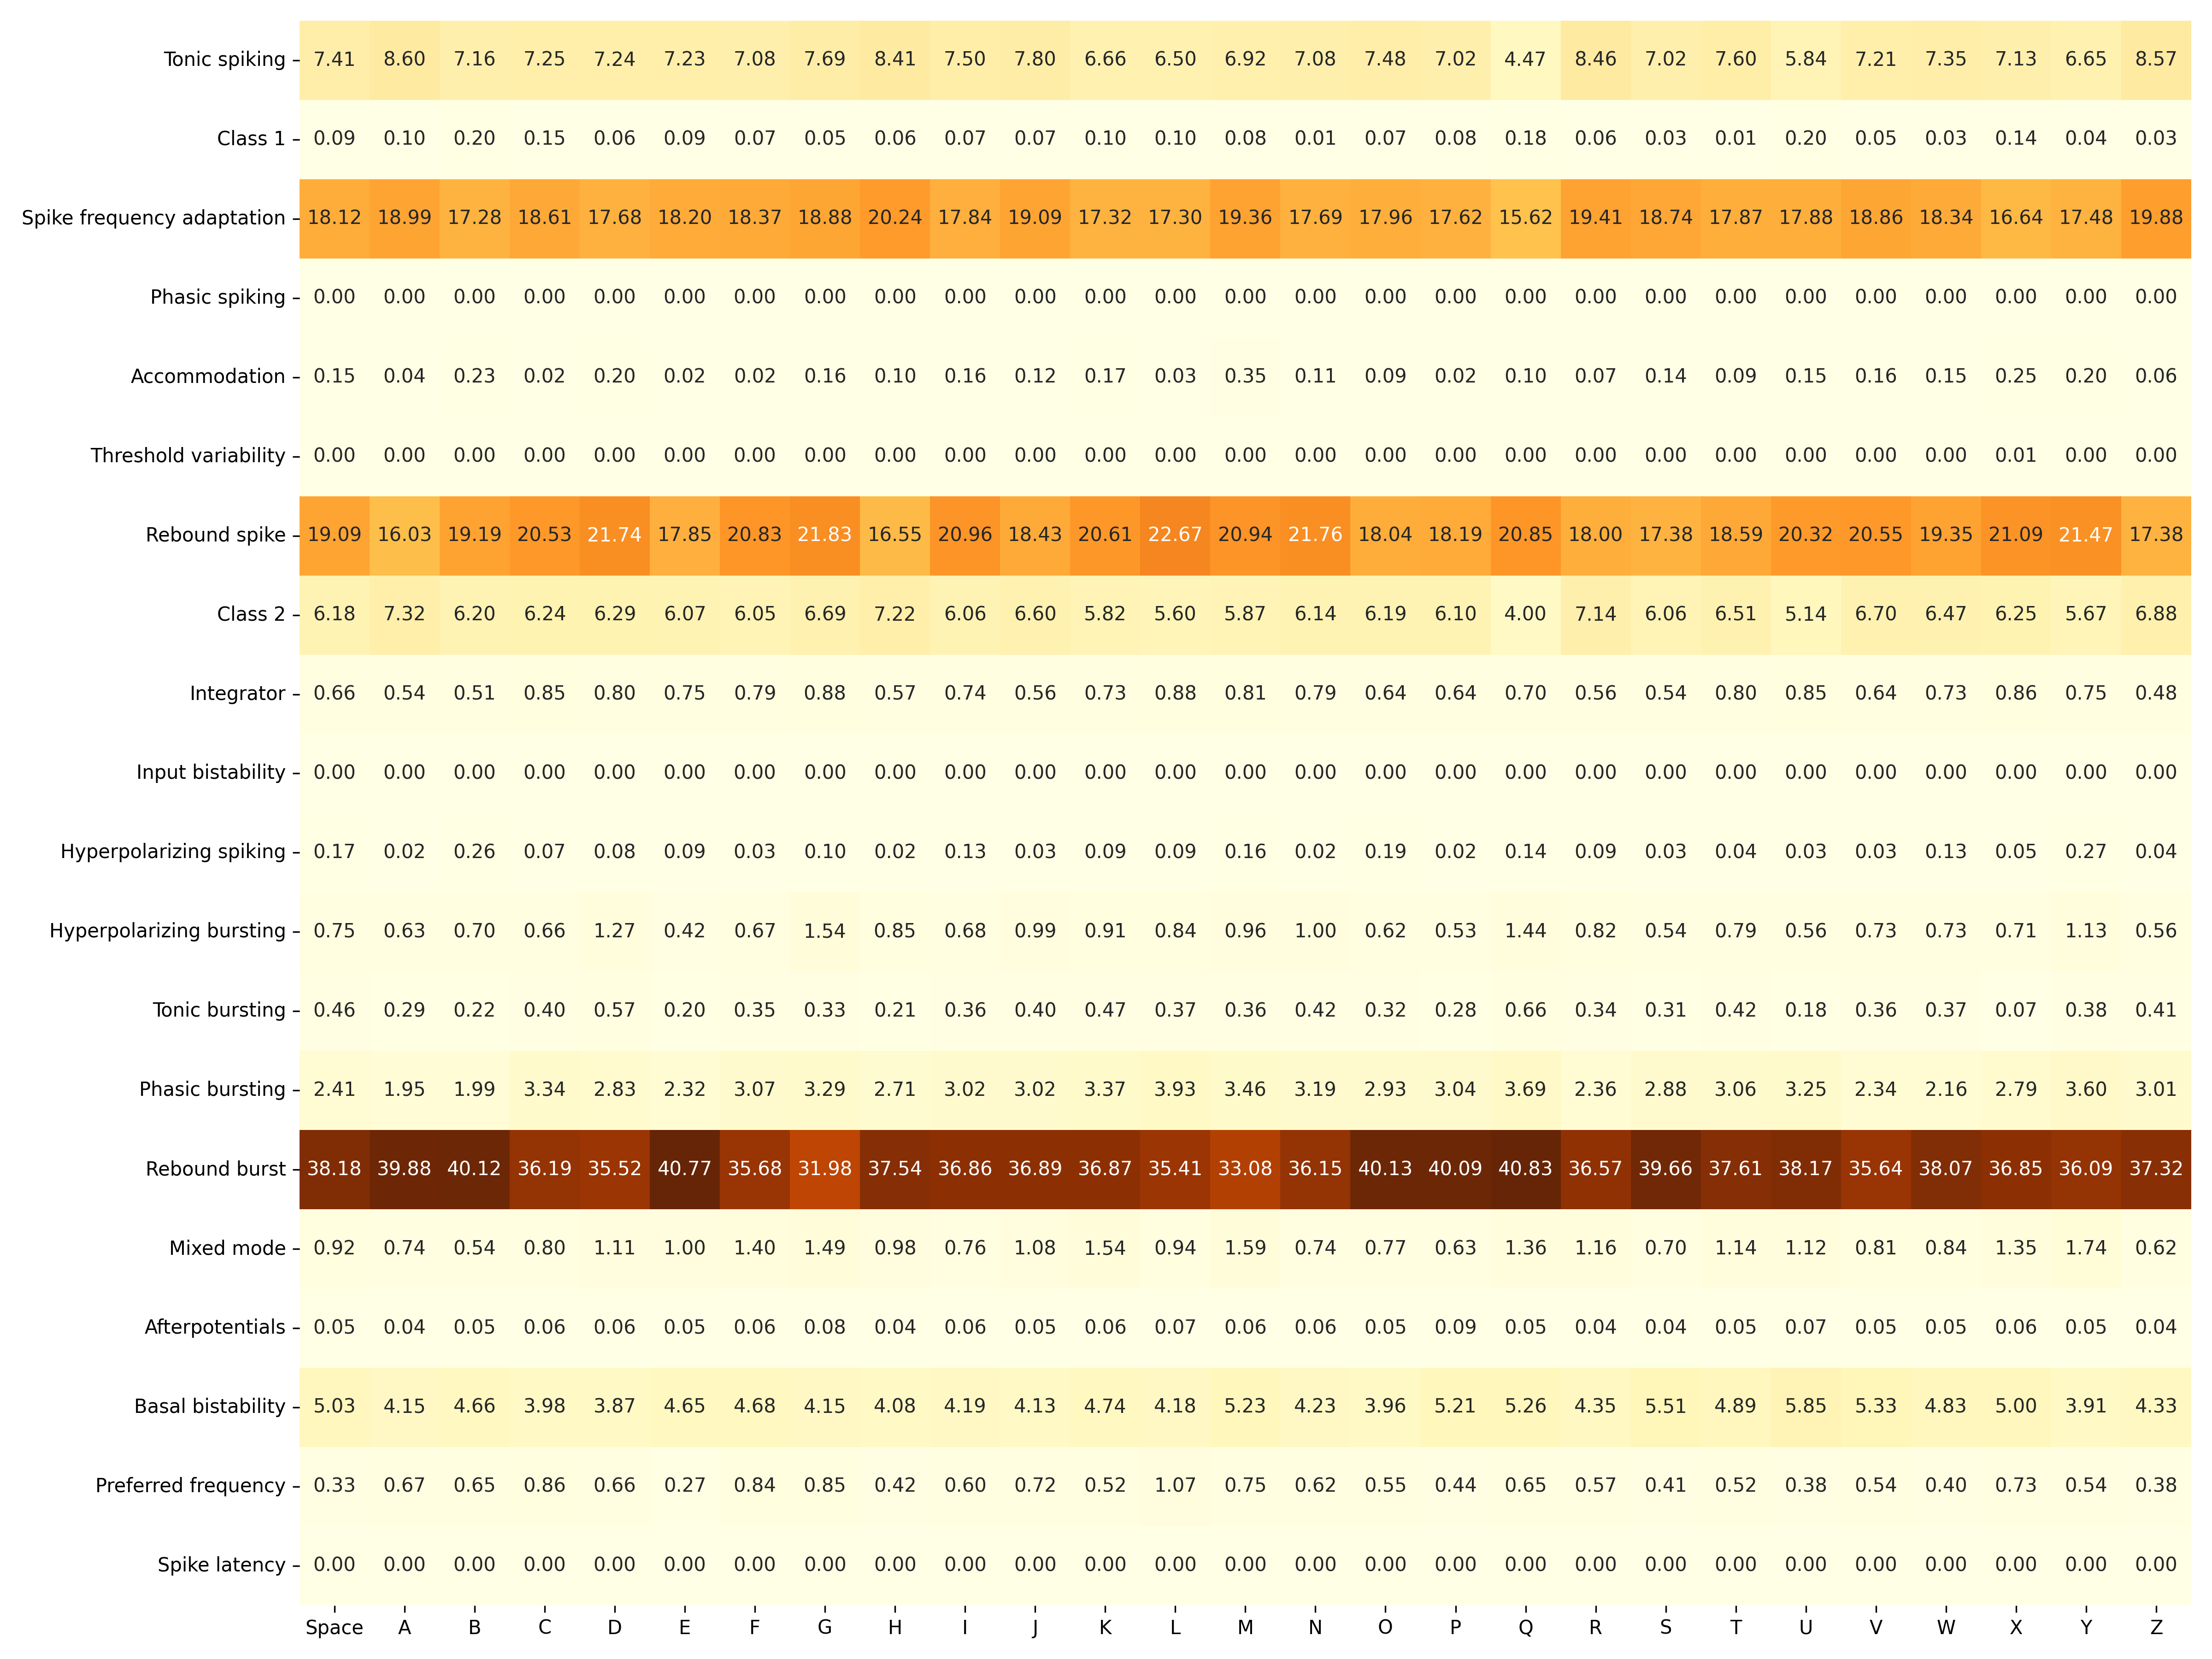 Tonic spiking 7.41 8.60 7.16 7.25 7.24 7.23 7.08 7.69 8.41 7.50 7.80 6.66 6.50 6.92 7.08 7.48 7.02 4.47 8.46 7.02 7.60 5.84 7.21 7.35 7.13 6.65 8.57
Class 1 0.09 0.10 0.20 0.15 0.06 0.09 0.07 0.05 0.06 0.07 0.07 0.10 0.10 0.08 0.01 0.07 0.08 0.18 0.06 0.03 0.01 0.20 0.05 0.03 0.14 0.04 0.03
Spike frequency adaptation 18.12 18.99 17.28 18.61 17.68 18.20 18.37 18.88 20.24 17.84 19.09 17.32 17.30 19.36 17.69 17.96 17.62 15.62 19.41 18.74 17.87 17.88 18.86 18.34 16.64 17.48 19.88
Phasic spiking 0.00 0.00 0.00 0.00 0.00 0.00 0.00 0.00 0.00 0.00 0.00 0.00 0.00 0.00 0.00 0.00 0.00 0.00 0.00 0.00 0.00 0.00 0.00 0.00 0.00 0.00 0.00
Accommodation 0.15 0.04 0.23 0.02 0.20 0.02 0.02 0.16 0.10 0.16 0.12 0.17 0.03 0.35 0.11 0.09 0.02 0.10 0.07 0.14 0.09 0.15 0.16 0.15 0.25 0.20 0.06
Threshold variability 0.00 0.00 0.00 0.00 0.00 0.00 0.00 0.00 0.00 0.00 0.00 0.00 0.00 0.00 0.00 0.00 0.00 0.00 0.00 0.00 0.00 0.00 0.00 0.00 0.01 0.00 0.00
Rebound spike 19.09 16.03 19.19 20.53 21.74 17.85 20.83 21.83 16.55 20.96 18.43 20.61 22.67 20.94 21.76 18.04 18.19 20.85 18.00 17.38 18.59 20.32 20.55 19.35 21.09 21.47 17.38
Class 2 6.18 7.32 6.20 6.24 6.29 6.07 6.05 6.69 7.22 6.06 6.60 5.82 5.60 5.87 6.14 6.19 6.10 4.00 7.14 6.06 6.51 5.14 6.70 6.47 6.25 5.67 6.88
Integrator 0.66 0.54 0.51 0.85 0.80 0.75 0.79 0.88 0.57 0.74 0.56 0.73 0.88 0.81 0.79 0.64 0.64 0.70 0.56 0.54 0.80 0.85 0.64 0.73 0.86 0.75 0.48
Input bistability 0.00 0.00 0.00 0.00 0.00 0.00 0.00 0.00 0.00 0.00 0.00 0.00 0.00 0.00 0.00 0.00 0.00 0.00 0.00 0.00 0.00 0.00 0.00 0.00 0.00 0.00 0.00
Hyperpolarizing spiking 0.17 0.02 0.26 0.07 0.08 0.09 0.03 0.10 0.02 0.13 0.03 0.09 0.09 0.16 0.02 0.19 0.02 0.14 0.09 0.03 0.04 0.03 0.03 0.13 0.05 0.27 0.04
Hyperpolarizing bursting 0.75 0.63 0.70 0.66 1.27 0.42 0.67 1.54 0.85 0.68 0.99 0.91 0.84 0.96 1.00 0.62 0.53 1.44 0.82 0.54 0.79 0.56 0.73 0.73 0.71 1.13 0.56
Tonic bursting 0.46 0.29 0.22 0.40 0.57 0.20 0.35 0.33 0.21 0.36 0.40 0.47 0.37 0.36 0.42 0.32 0.28 0.66 0.34 0.31 0.42 0.18 0.36 0.37 0.07 0.38 0.41
Phasic bursting 2.41 1.95 1.99 3.34 2.83 2.32 3.07 3.29 2.71 3.02 3.02 3.37 3.93 3.46 3.19 2.93 3.04 3.69 2.36 2.88 3.06 3.25 2.34 2.16 2.79 3.60 3.01
Rebound burst 38.18 39.88 40.12 36.19 35.52 40.77 35.68 31.98 37.54 36.86 36.89 36.87 35.41 33.08 36.15 40.13 40.09 40.83 36.57 39.66 37.61 38.17 35.64 38.07 36.85 36.09 37.32
Mixed mode 0.92 0.74 0.54 0.80 1.11 1.00 1.40 1.49 0.98 0.76 1.08 1.54 0.94 1.59 0.74 0.77 0.63 1.36 1.16 0.70 1.14 1.12 0.81 0.84 1.35 1.74 0.62
Afterpotentials 0.05 0.04 0.05 0.06 0.06 0.05 0.06 0.08 0.04 0.06 0.05 0.06 0.07 0.06 0.06 0.05 0.09 0.05 0.04 0.04 0.05 0.07 0.05 0.05 0.06 0.05 0.04
Basal bistability 5.03 4.15 4.66 3.98 3.87 4.65 4.68 4.15 4.08 4.19 4.13 4.74 4.18 5.23 4.23 3.96 5.21 5.26 4.35 5.51 4.89 5.85 5.33 4.83 5.00 3.91 4.33
Preferred frequency 0.33 0.67 0.65 0.86 0.66 0.27 0.84 0.85 0.42 0.60 0.72 0.52 1.07 0.75 0.62 0.55 0.44 0.65 0.57 0.41 0.52 0.38 0.54 0.40 0.73 0.54 0.38
Spike latency 0.00 0.00 0.00 0.00 0.00 0.00 0.00 0.00 0.00 0.00 0.00 0.00 0.00 0.00 0.00 0.00 0.00 0.00 0.00 0.00 0.00 0.00 0.00 0.00 0.00 0.00 0.00
Space A B C D E F G H I J K L M N O P Q R S T U V W X Y Z